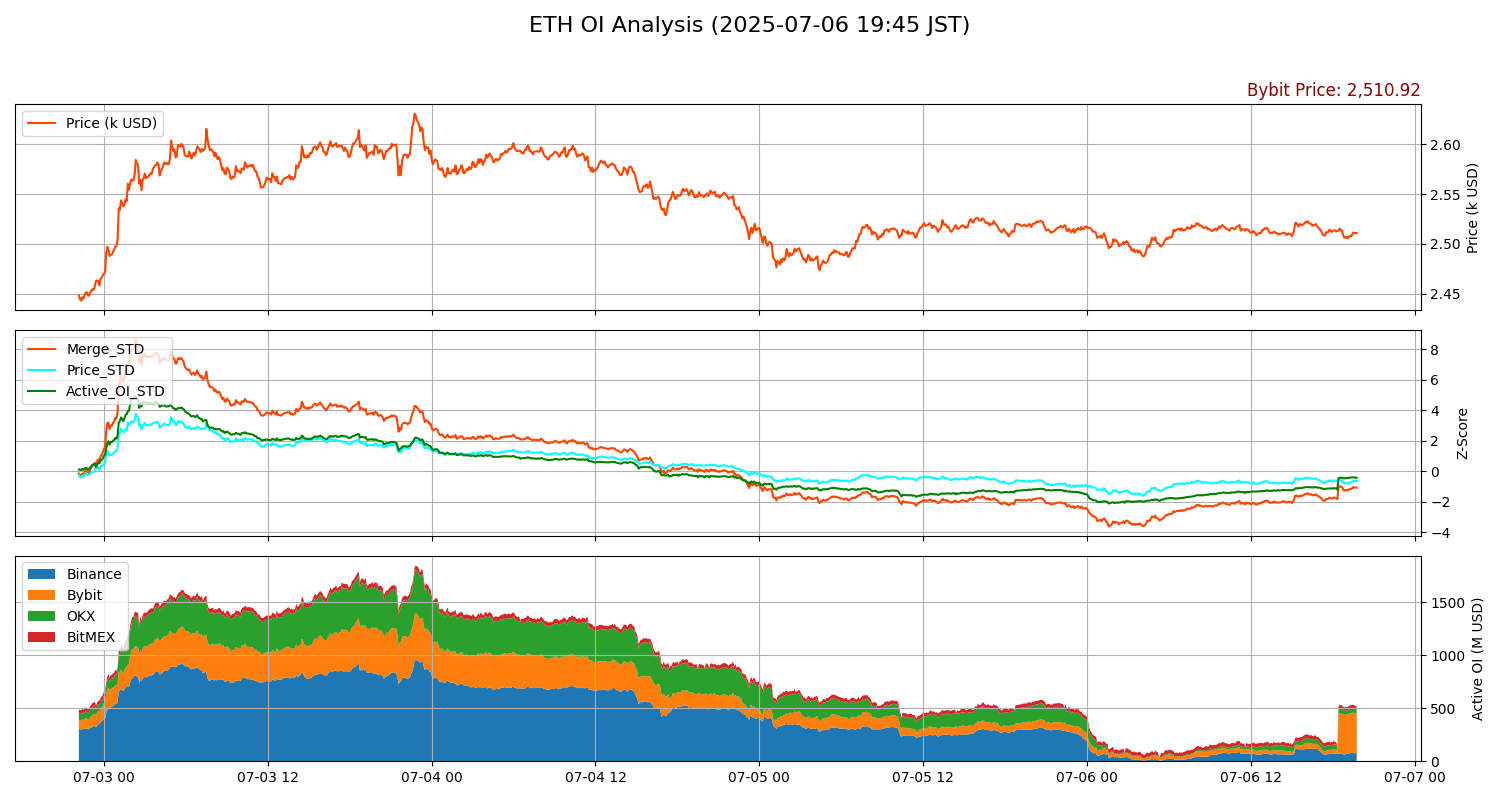 ETH OI Analysis (2025-07-06 19:45 JST)
Bybit Price: 2,510.92
Price (k USD)
2.60
2.55
2.50
2.45
Price (k USD)
Merge_STD
Price_STD
Active_OI_STD
8
6
4
2
0
−2
−4
Z-Score
Binance
Bybit
OKX
BitMEX
1500
1000
500
0
Active OI (M USD)
07-03 00
07-03 12
07-04 00
07-04 12
07-05 00
07-05 12
07-06 00
07-06 12
07-07 00